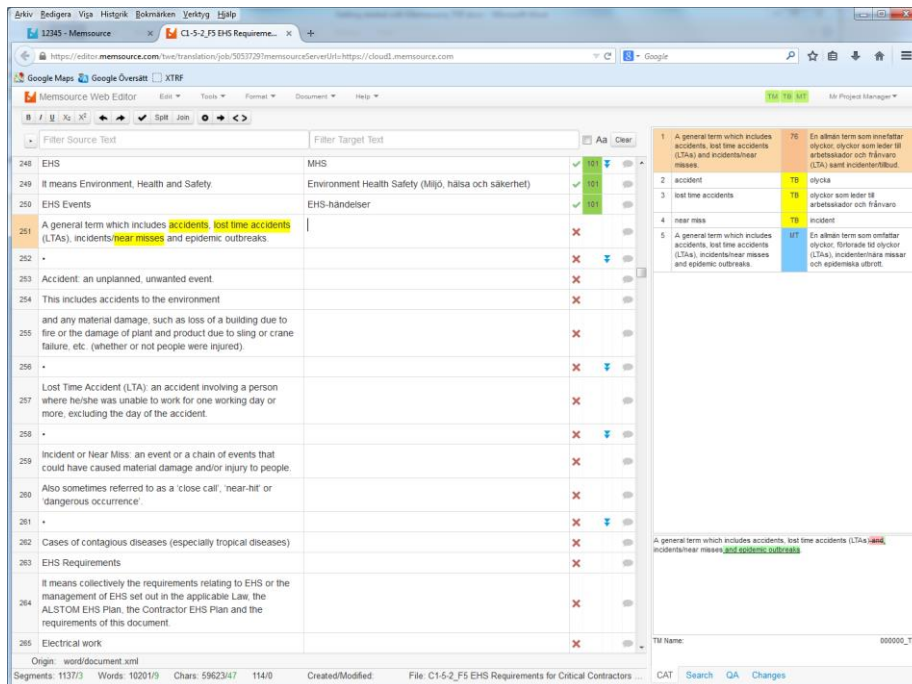 Arkiv Redigera Visa Historik Bokmärken Verktyg Hjälp
12345 - Memsource × C1-5-2_F5 EHS Requireme... × +
https://editor.memsource.com/twe/translation/job/5053729?memsourceServerUrl=https://cloud1.memsource.com
Google
Google Maps Google Översätt XTRF
Memsource Web Editor Edit Tools Format Document Help TM TB MT Mr Project Manager
B I U X₂ X² Split Join < >
Filter Source Text Filter Target Text Aa Clear
248 EHS MHS 101
249 It means Environment, Health and Safety. Environment Health Safety (Miljö, hälsa och säkerhet) 101
250 EHS Events EHS-händelser 101
251 A general term which includes accidents, lost time accidents
(LTAs), incidents/near misses and epidemic outbreaks.
252 •
253 Accident: an unplanned, unwanted event.
254 This includes accidents to the environment
255 and any material damage, such as loss of a building due to
fire or the damage of plant and product due to sling or crane
failure, etc. (whether or not people were injured).
256 •
257 Lost Time Accident (LTA): an accident involving a person
where he/she was unable to work for one working day or
more, excluding the day of the accident.
258 •
259 Incident or Near Miss: an event or a chain of events that
could have caused material damage and/or injury to people.
260 Also sometimes referred to as a 'close call', 'near-hit' or
'dangerous occurrence'.
261 •
262 Cases of contagious diseases (especially tropical diseases)
263 EHS Requirements
264 It means collectively the requirements relating to EHS or the
management of EHS set out in the applicable Law, the
ALSTOM EHS Plan, the Contractor EHS Plan and the
requirements of this document.
265 Electrical work
Origin: word/document.xml
Segments: 1137/3 Words: 10201/9 Chars: 59623/47 114/0 Created/Modified: File: C1-5-2_F5 EHS Requirements for Critical Contractors ...
1 A general term which includes 76 En allmän term som innefattar
accidents, lost time accidents olyckor, olyckor som leder till
(LTAs) and incidents/near arbetsskador och frånvaro
misses. (LTA) samt incidenter/tillbud.
2 accident TB olycka
3 lost time accidents TB olyckor som leder till
arbetsskador och frånvaro
4 near miss TB incident
5 A general term which includes MT En allmän term som omfattar
accidents, lost time accidents olyckor, förlorade tid olyckor
(LTAs), incidents/near misses (LTAs), incidenter/nära missar
and epidemic outbreaks. och epidemiska utbrott.
A general term which includes accidents, lost time accidents (LTAs) and,
incidents/near misses and epidemic outbreaks.
TM Name: 000000_T
CAT Search QA Changes